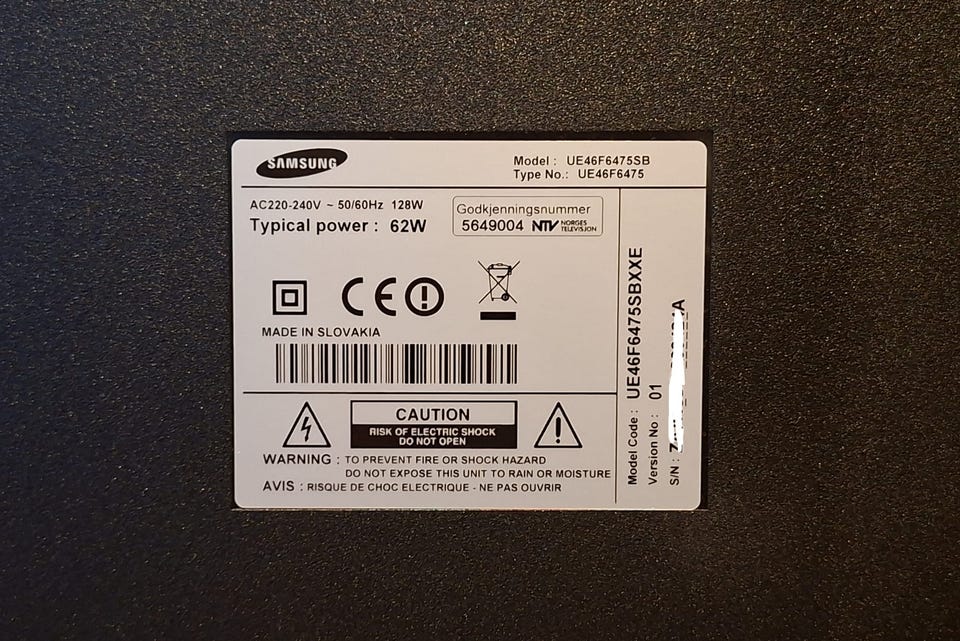 SAMSUNG
Model : UE46F6475SB
Type No.: UE46F6475
AC220-240V ~ 50/60Hz 128W
Typical power : 62W
Godkjenningsnummer
5649004 NTV NORGES TELEVISJON
CE
MADE IN SLOVAKIA
CAUTION
RISK OF ELECTRIC SHOCK
DO NOT OPEN
WARNING : TO PREVENT FIRE OR SHOCK HAZARD
DO NOT EXPOSE THIS UNIT TO RAIN OR MOISTURE
AVIS : RISQUE DE CHOC ELECTRIQUE - NE PAS OUVRIR
Model Code : UE46F6475SBXXE
Version No : 01
S/N :